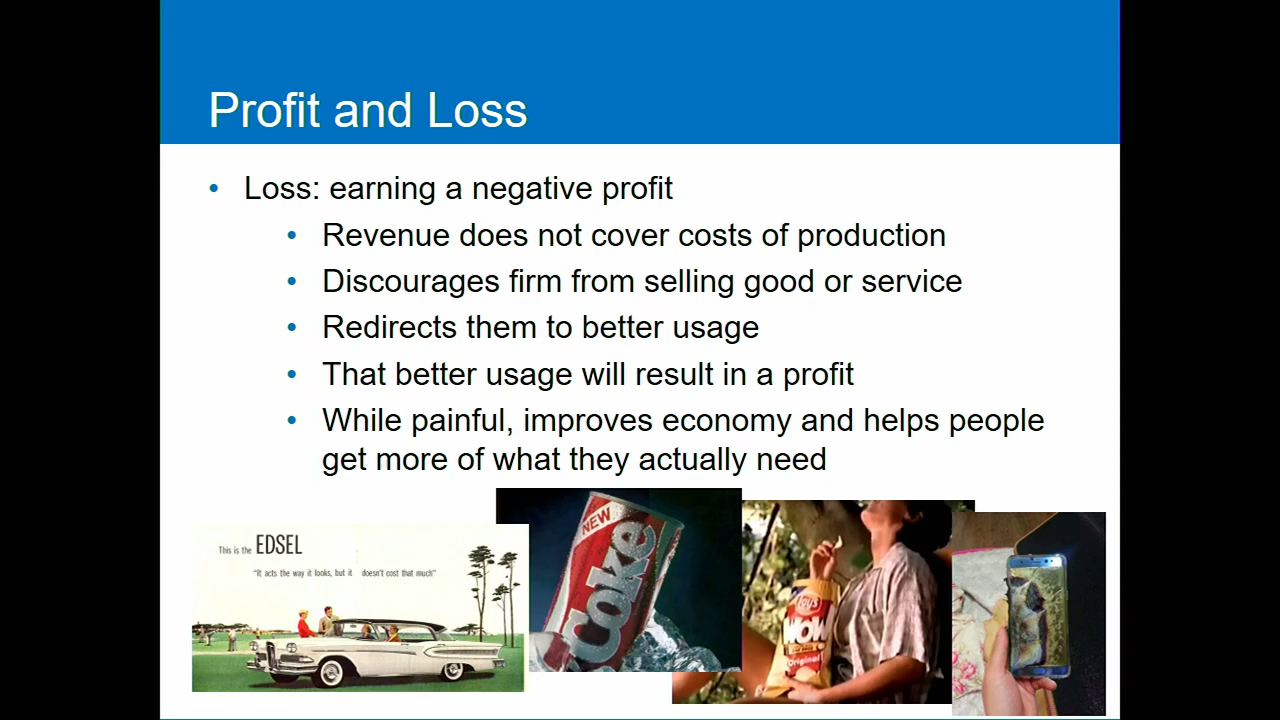 Profit and Loss
• Loss: earning a negative profit
• Revenue does not cover costs of production
• Discourages firm from selling good or service
• Redirects them to better usage
• That better usage will result in a profit
• While painful, improves economy and helps people
get more of what they actually need
This is the EDSEL
"It acts the way it looks, but it doesn't cost that much"
NEW
Coke
Lay's
WOW
Original